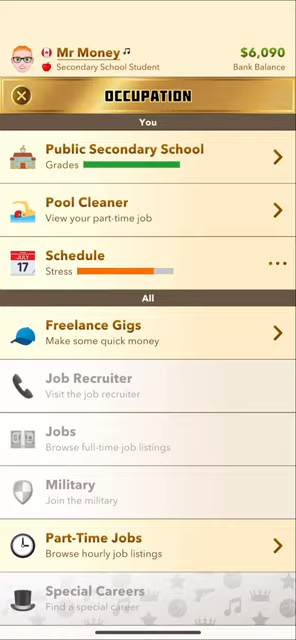 Mr Money
$6,090
Secondary School Student
Bank Balance
OCCUPATION
You
Public Secondary School
Grades
Pool Cleaner
View your part-time job
JULY
17
Schedule
Stress
All
Freelance Gigs
Make some quick money
Job Recruiter
Visit the job recruiter
Jobs
Browse full-time job listings
Military
Join the military
Part-Time Jobs
Browse hourly job listings
Special Careers
Find a special career